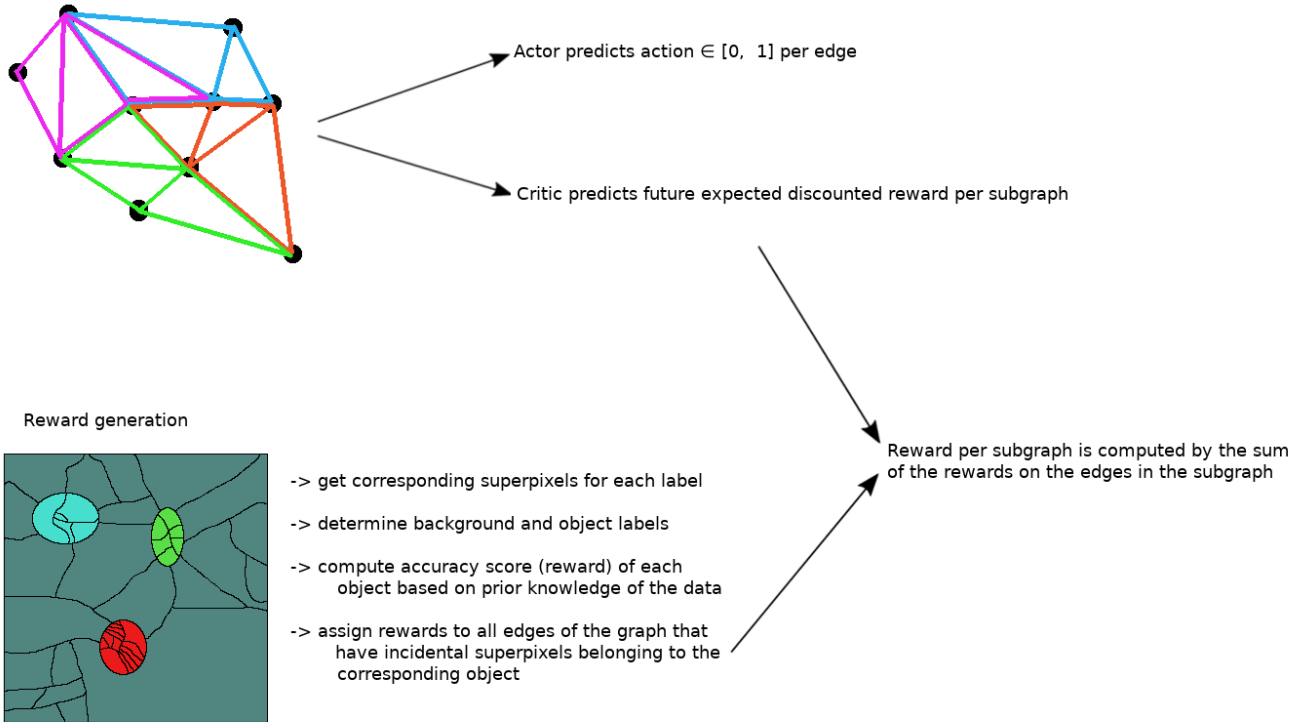 Actor predicts action ∈ [0, 1] per edge
Critic predicts future expected discounted reward per subgraph
Reward generation
-> get corresponding superpixels for each label
-> determine background and object labels
-> compute accuracy score (reward) of each
object based on prior knowledge of the data
-> assign rewards to all edges of the graph that
have incidental superpixels belonging to the
corresponding object
Reward per subgraph is computed by the sum
of the rewards on the edges in the subgraph